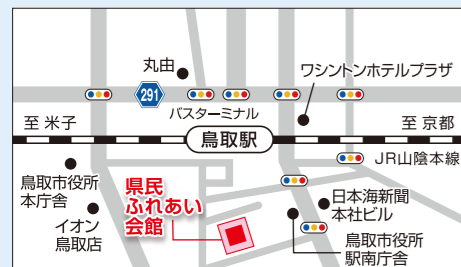 丸由
ワシントンホテルプラザ
291
バスターミナル
至 米子
鳥取駅
至 京都
JR山陰本線
鳥取市役所
本庁舎
県民
ふれあい
会館
イオン
鳥取店
日本海新聞
本社ビル
鳥取市役所
駅南庁舎